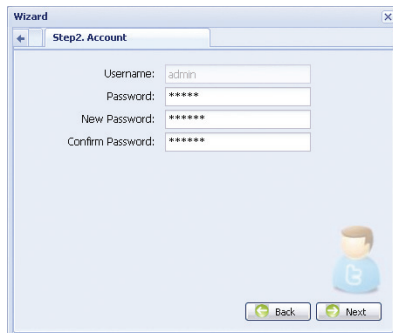 Wizard
Step2. Account
Username: admin
Password: *****
New Password: ******
Confirm Password: ******
Back Next